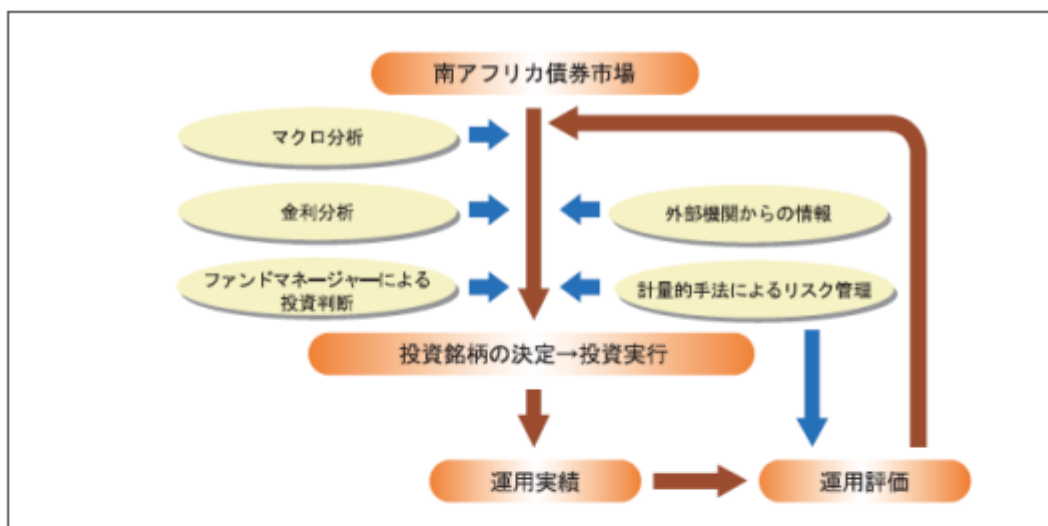 南アフリカ債券市場
マクロ分析
金利分析
外部機関からの情報
ファンドマネージャーによる
投資判断
計量的手法によるリスク管理
投資銘柄の決定→投資実行
運用実績
運用評価